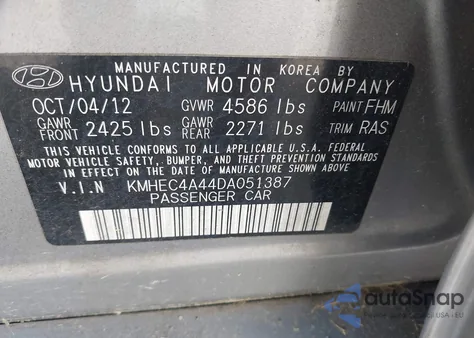 MANUFACTURED IN KOREA BY
HYUNDAI MOTOR COMPANY
OCT/04/12 GVWR 4586 lbs PAINT FHM
GAWR FRONT 2425 lbs GAWR REAR 2271 lbs TRIM RAS
THIS VEHICLE CONFORMS TO ALL APPLICABLE U.S.A. FEDERAL
MOTOR VEHICLE SAFETY, BUMPER, AND THEFT PREVENTION
STANDARDS IN EFFECT ON THE DATE OF MANUFACTURE SHOWN ABOVE
V.I.N KMHEC4A44DA051387
PASSENGER CAR
autoSnap